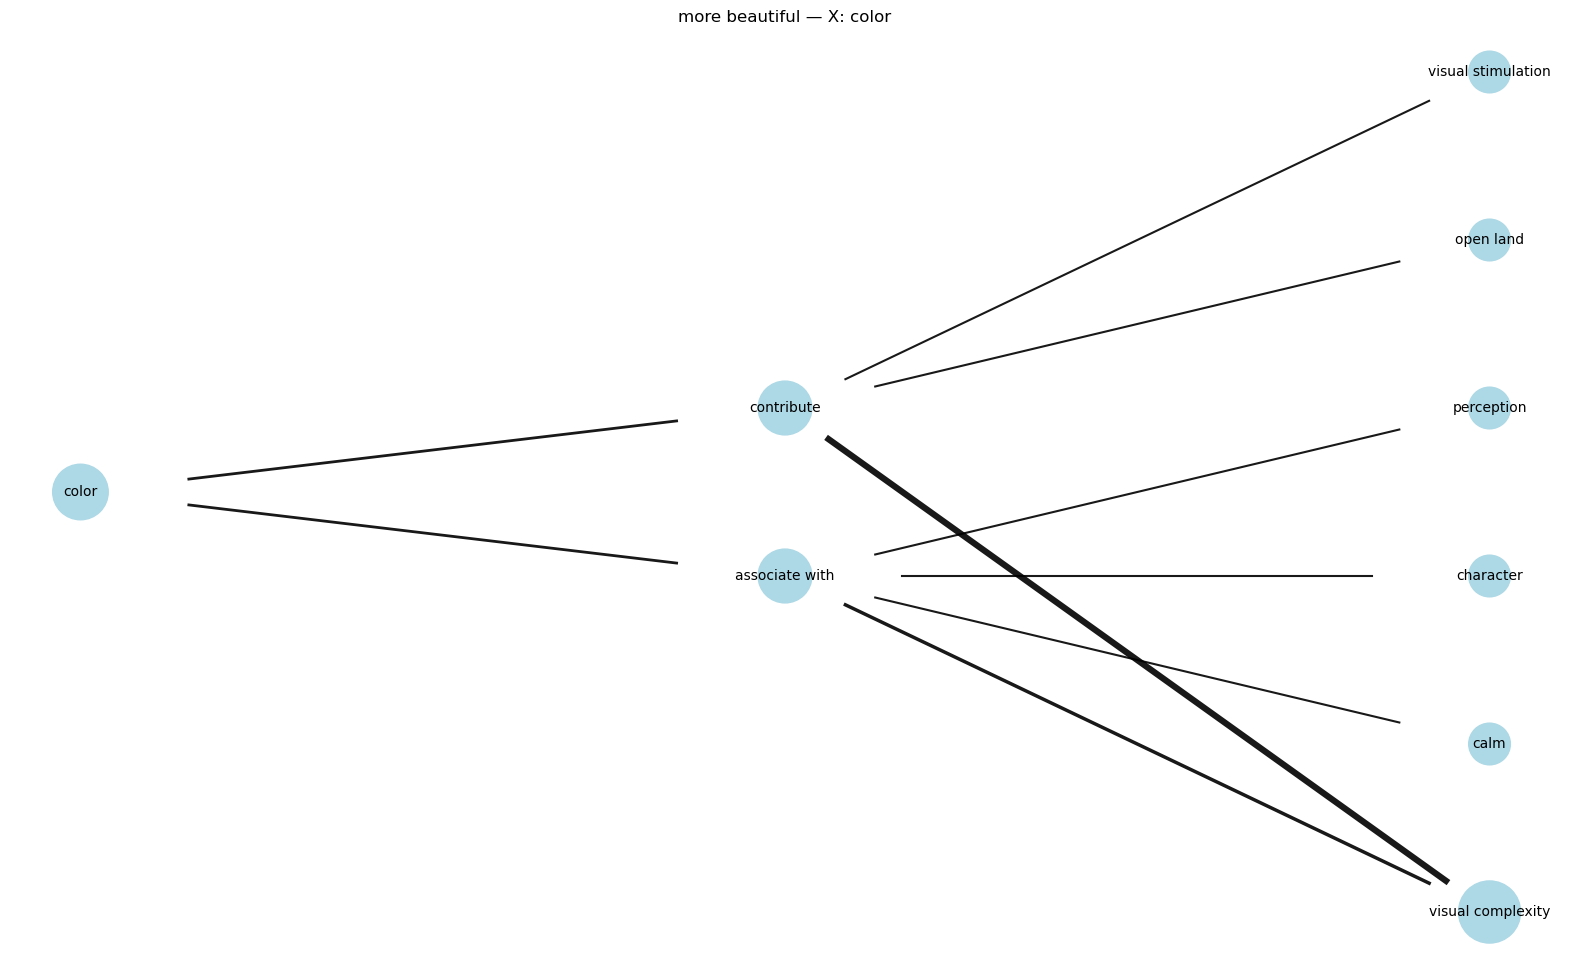 more beautiful — X: color
visual stimulation
open land
contribute
perception
color
associate with
character
calm
visual complexity